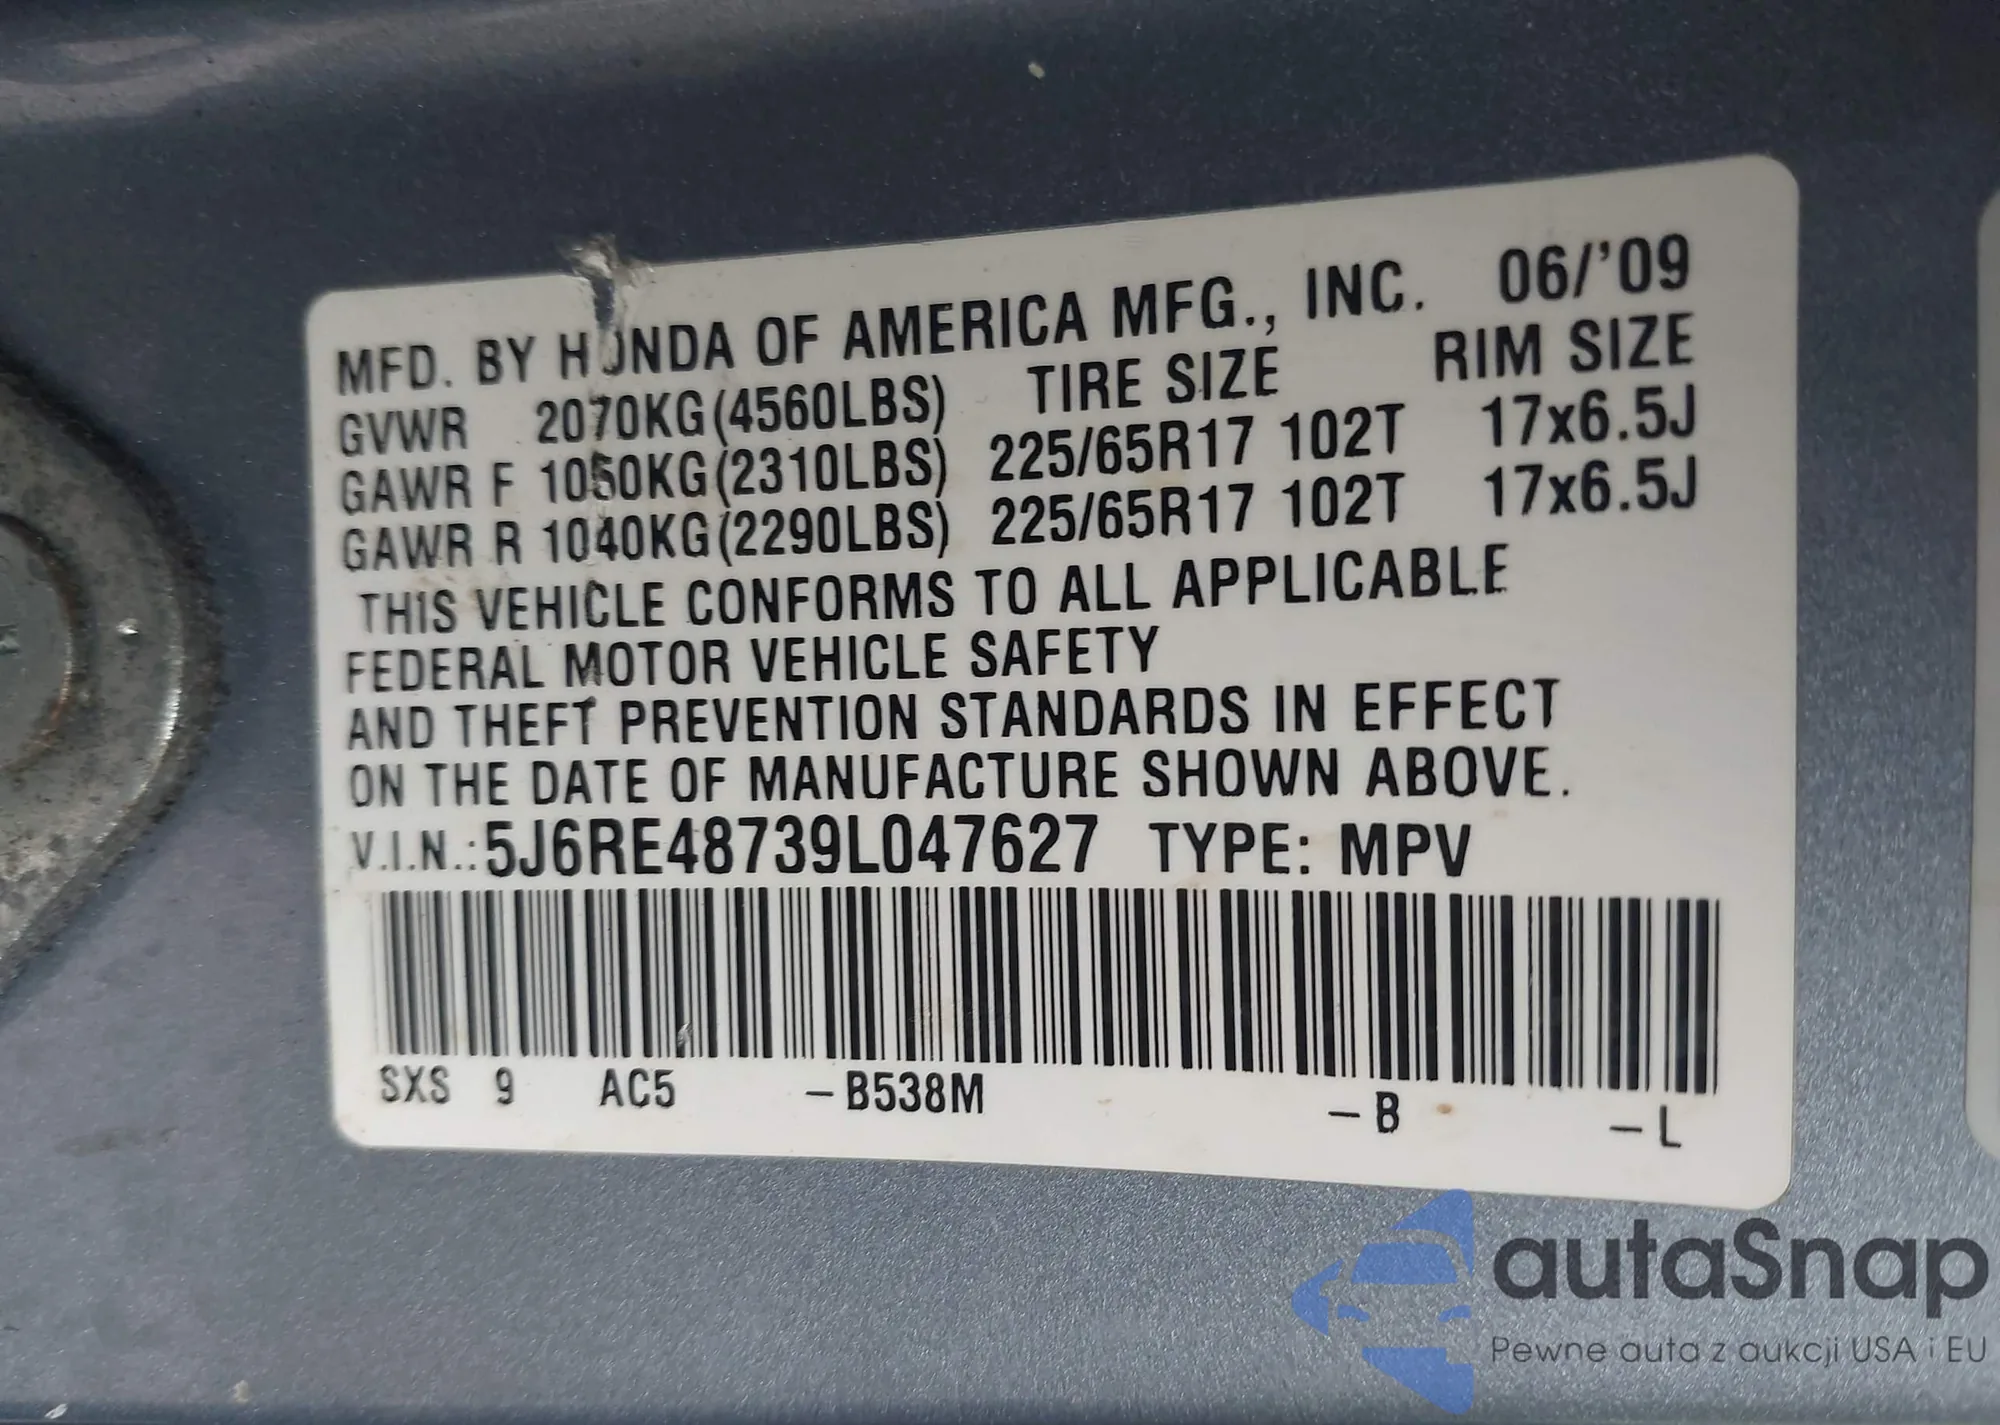 MFD. BY HONDA OF AMERICA MFG., INC. 06/'09
GVWR 2070KG(4560LBS) TIRE SIZE RIM SIZE
GAWR F 1050KG(2310LBS) 225/65R17 102T 17x6.5J
GAWR R 1040KG(2290LBS) 225/65R17 102T 17x6.5J
THIS VEHICLE CONFORMS TO ALL APPLICABLE
FEDERAL MOTOR VEHICLE SAFETY
AND THEFT PREVENTION STANDARDS IN EFFECT
ON THE DATE OF MANUFACTURE SHOWN ABOVE.
V.I.N.: 5J6RE48739L047627 TYPE: MPV
SXS 9 AC5 -B538M -B -L
autaSnap
Pewne auta z aukcji USA i EU